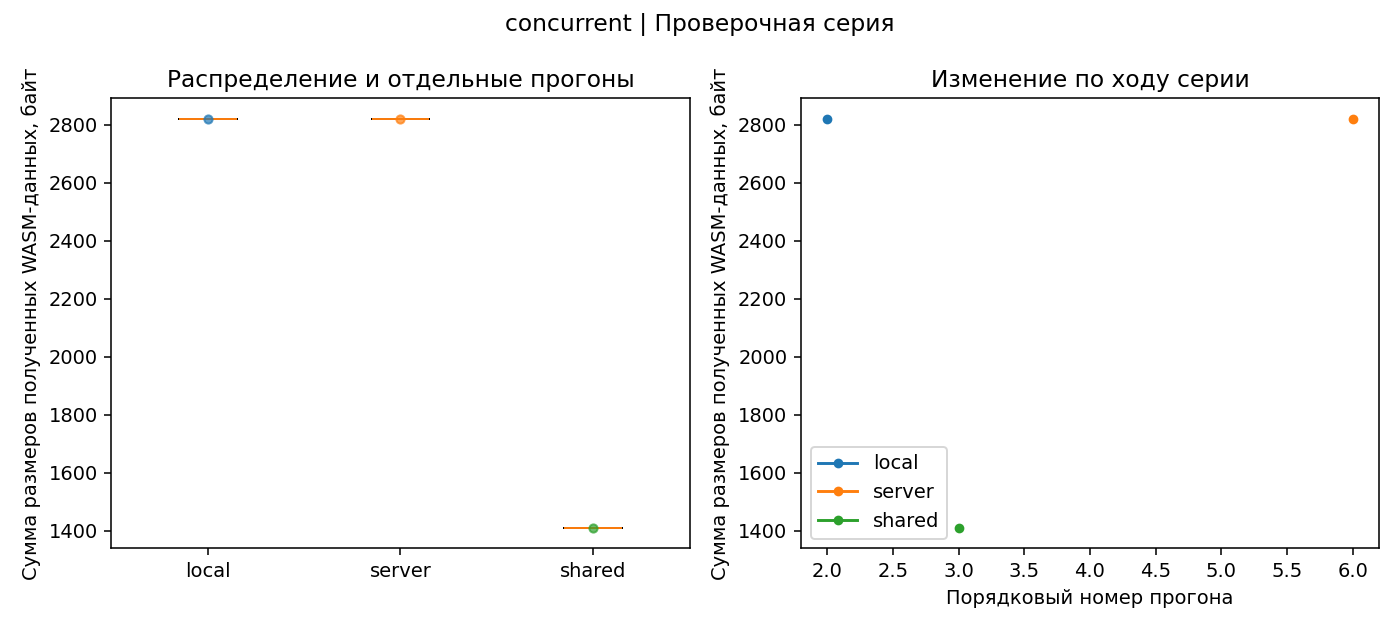 concurrent | Проверочная серия
Распределение и отдельные прогоны
Сумма размеров полученных WASM-данных, байт
2800
2600
2400
2200
2000
1800
1600
1400
local
server
shared
Изменение по ходу серии
Сумма размеров полученных WASM-данных, байт
2800
2600
2400
2200
2000
1800
1600
1400
local
server
shared
2.0
2.5
3.0
3.5
4.0
4.5
5.0
5.5
6.0
Порядковый номер прогона